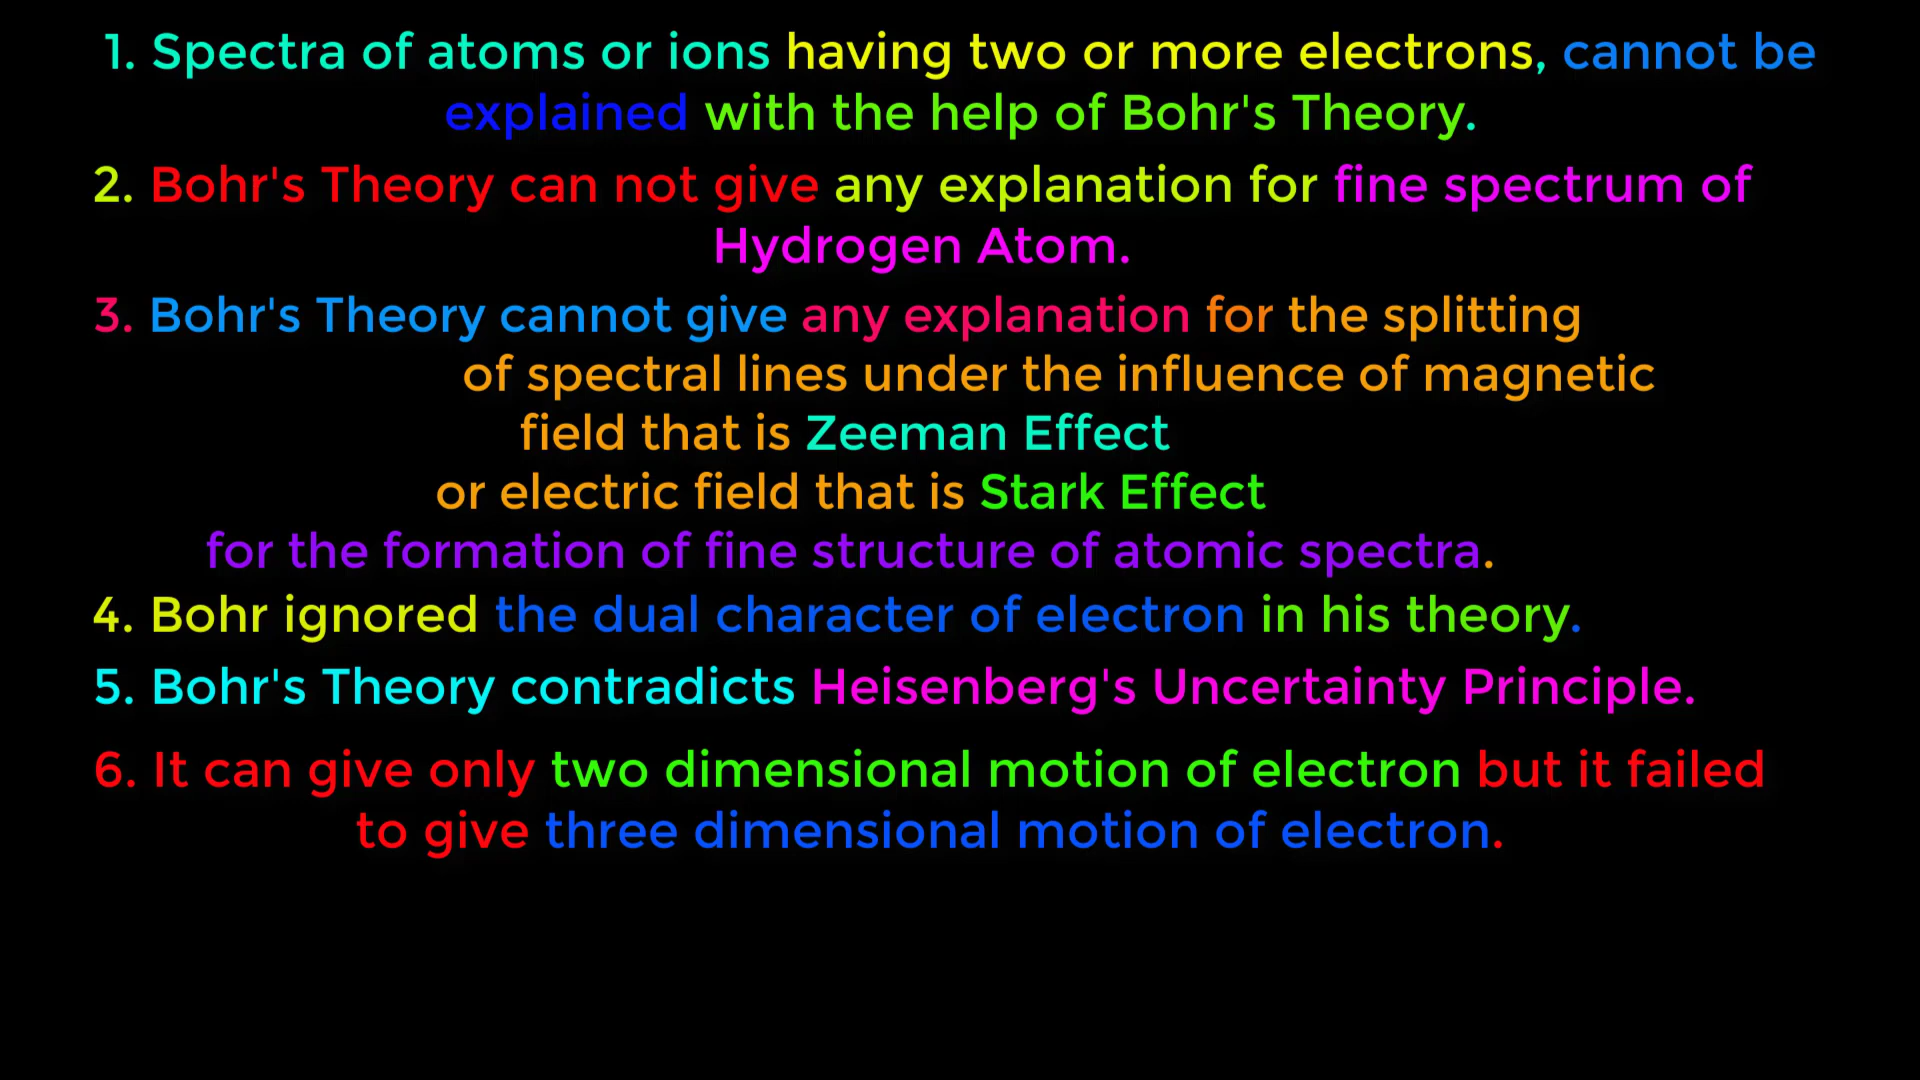 1. Spectra of atoms or ions having two or more electrons, cannot be
explained with the help of Bohr's Theory.
2. Bohr's Theory can not give any explanation for fine spectrum of
Hydrogen Atom.
3. Bohr's Theory cannot give any explanation for the splitting
of spectral lines under the influence of magnetic
field that is Zeeman Effect
or electric field that is Stark Effect
for the formation of fine structure of atomic spectra.
4. Bohr ignored the dual character of electron in his theory.
5. Bohr's Theory contradicts Heisenberg's Uncertainty Principle.
6. It can give only two dimensional motion of electron but it failed
to give three dimensional motion of electron.